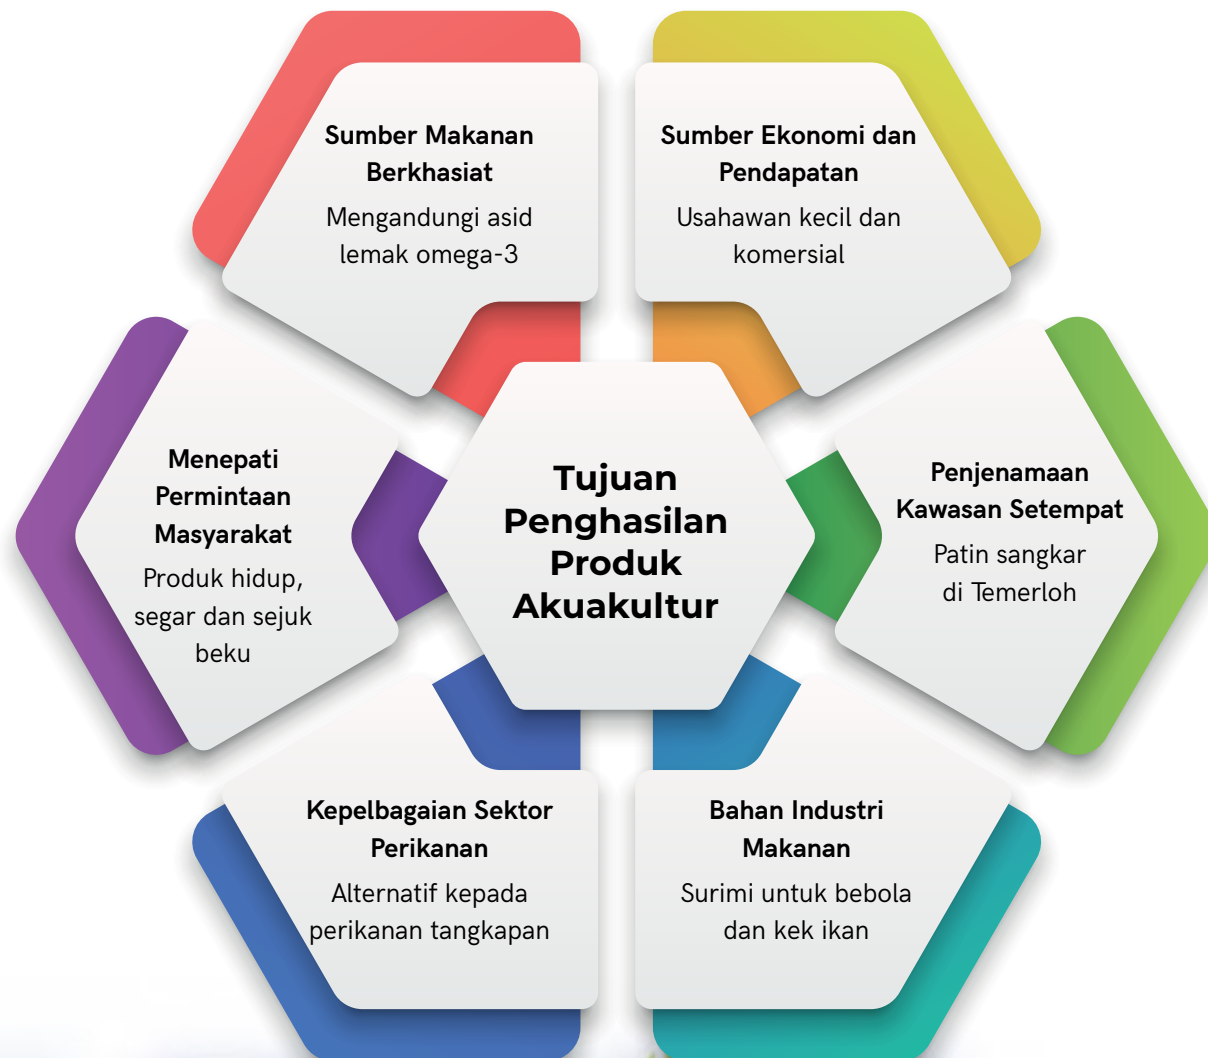 Sumber Makanan
Berkhasiat
Mengandungi asid
lemak omega-3
Sumber Ekonomi dan
Pendapatan
Usahawan kecil dan
komersial
Menepati
Permintaan
Masyarakat
Produk hidup,
segar dan sejuk
beku
Tujuan
Penghasilan
Produk
Akuakultur
Penjenamaan
Kawasan Setempat
Patin sangkar
di Temerloh
Kepelbagaian Sektor
Perikanan
Alternatif kepada
perikanan tangkapan
Bahan Industri
Makanan
Surimi untuk bebola
dan kek ikan